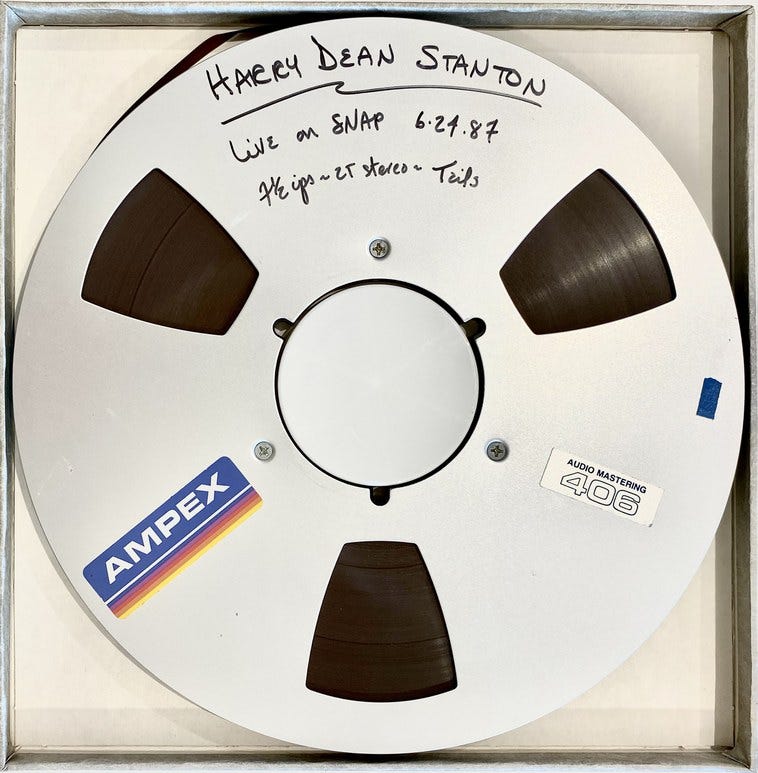 HARRY DEAN STANTON
Live on SNAP 6.24.87
7½ ips ~ 2T stereo ~ Tails
AMPEX
AUDIO MASTERING
406